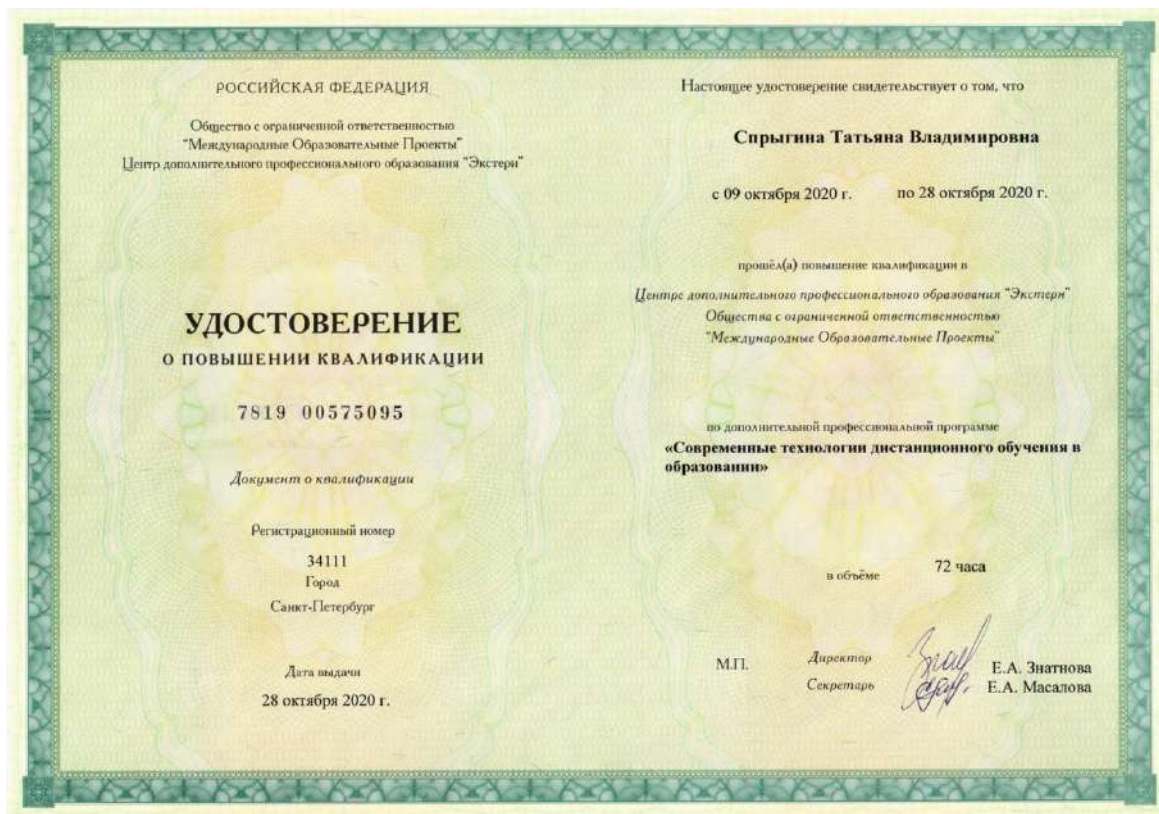 РОССИЙСКАЯ ФЕДЕРАЦИЯ
Общество с ограниченной ответственностью
"Международные Образовательные Проекты"
Центр дополнительного профессионального образования "Экстерн"
УДОСТОВЕРЕНИЕ
О ПОВЫШЕНИИ КВАЛИФИКАЦИИ
7819 00575095
Документ о квалификации
Регистрационный номер
34111
Город
Санкт-Петербург
Дата выдачи
28 октября 2020 г.
Настоящее удостоверение свидетельствует о том, что
Спрыгина Татьяна Владимировна
с 09 октября 2020 г. по 28 октября 2020 г.
прошёл(а) повышение квалификации в
Центре дополнительного профессионального образования "Экстерн"
Общества с ограниченной ответственностью
"Международные Образовательные Проекты"
по дополнительной профессиональной программе
«Современные технологии дистанционного обучения в
образовании»
в объёме 72 часа
М.П. Директор Е.А. Знатнова
Секретарь Е.А. Масалова